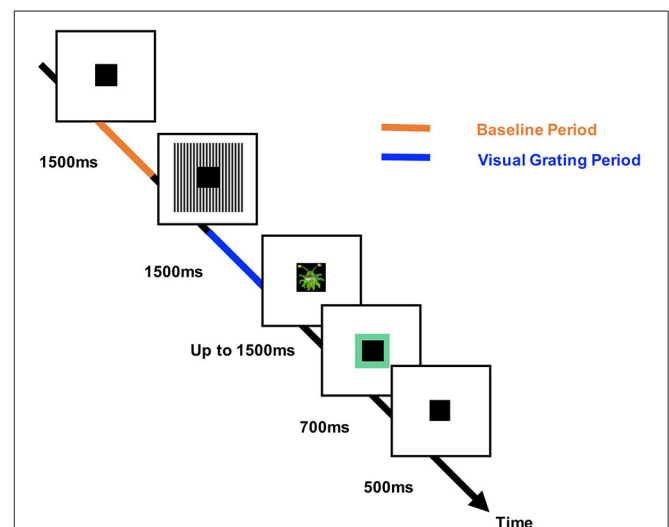 Baseline Period
Visual Grating Period
1500ms
1500ms
Up to 1500ms
700ms
500ms
Time